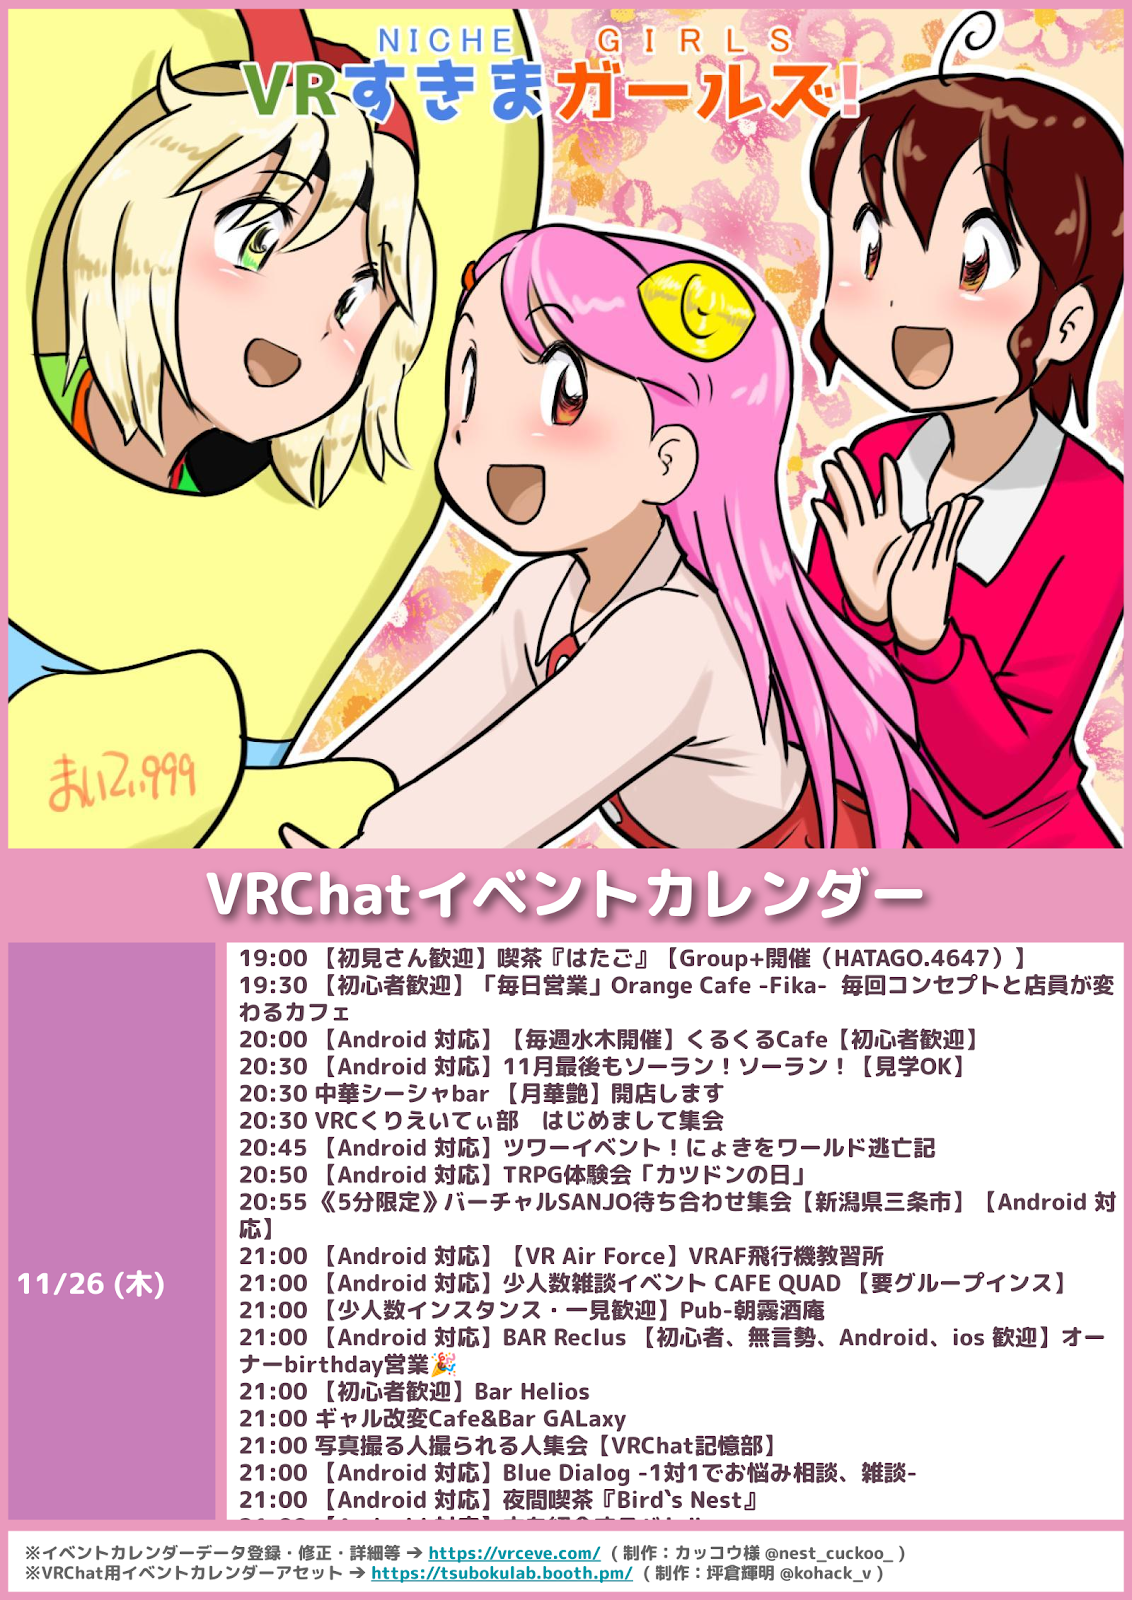 NICHE GIRLS
VRすきまガールズ!
まいてぃ999
VRChatイベントカレンダー
11/26 (木)
19:00 【初見さん歓迎】喫茶『はたご』【Group+開催（HATAGO.4647）】
19:30 【初心者歓迎】「毎日営業」Orange Cafe -Fika- 毎回コンセプトと店員が変
わるカフェ
20:00 【Android 対応】【毎週水木開催】くるくるCafe【初心者歓迎】
20:30 【Android 対応】11月最後もソーラン！ソーラン！【見学OK】
20:30 中華シーシャbar 【月華艶】開店します
20:30 VRCくりえいてぃ部　はじめまして集会
20:45 【Android 対応】ツワーイベント！にょきをワールド逃亡記
20:50 【Android 対応】TRPG体験会「カツドンの日」
20:55 《5分限定》バーチャルSANJO待ち合わせ集会【新潟県三条市】【Android 対
応】
21:00 【Android 対応】【VR Air Force】VRAF飛行機教習所
21:00 【Android 対応】少人数雑談イベント CAFE QUAD 【要グループインス】
21:00 【少人数インスタンス・一見歓迎】Pub-朝霧酒庵
21:00 【Android 対応】BAR Reclus 【初心者、無言勢、Android、ios 歓迎】オー
ナーbirthday営業🎉
21:00 【初心者歓迎】Bar Helios
21:00 ギャル改変Cafe&Bar GALaxy
21:00 写真撮る人撮られる人集会【VRChat記憶部】
21:00 【Android 対応】Blue Dialog -1対1でお悩み相談、雑談-
21:00 【Android 対応】夜間喫茶『Bird`s Nest』
※イベントカレンダーデータ登録・修正・詳細等 → https://vrceve.com/ ( 制作：カッコウ様 @nest_cuckoo_ )
※VRChat用イベントカレンダーアセット → https://tsubokulab.booth.pm/ ( 制作：坪倉輝明 @kohack_v )